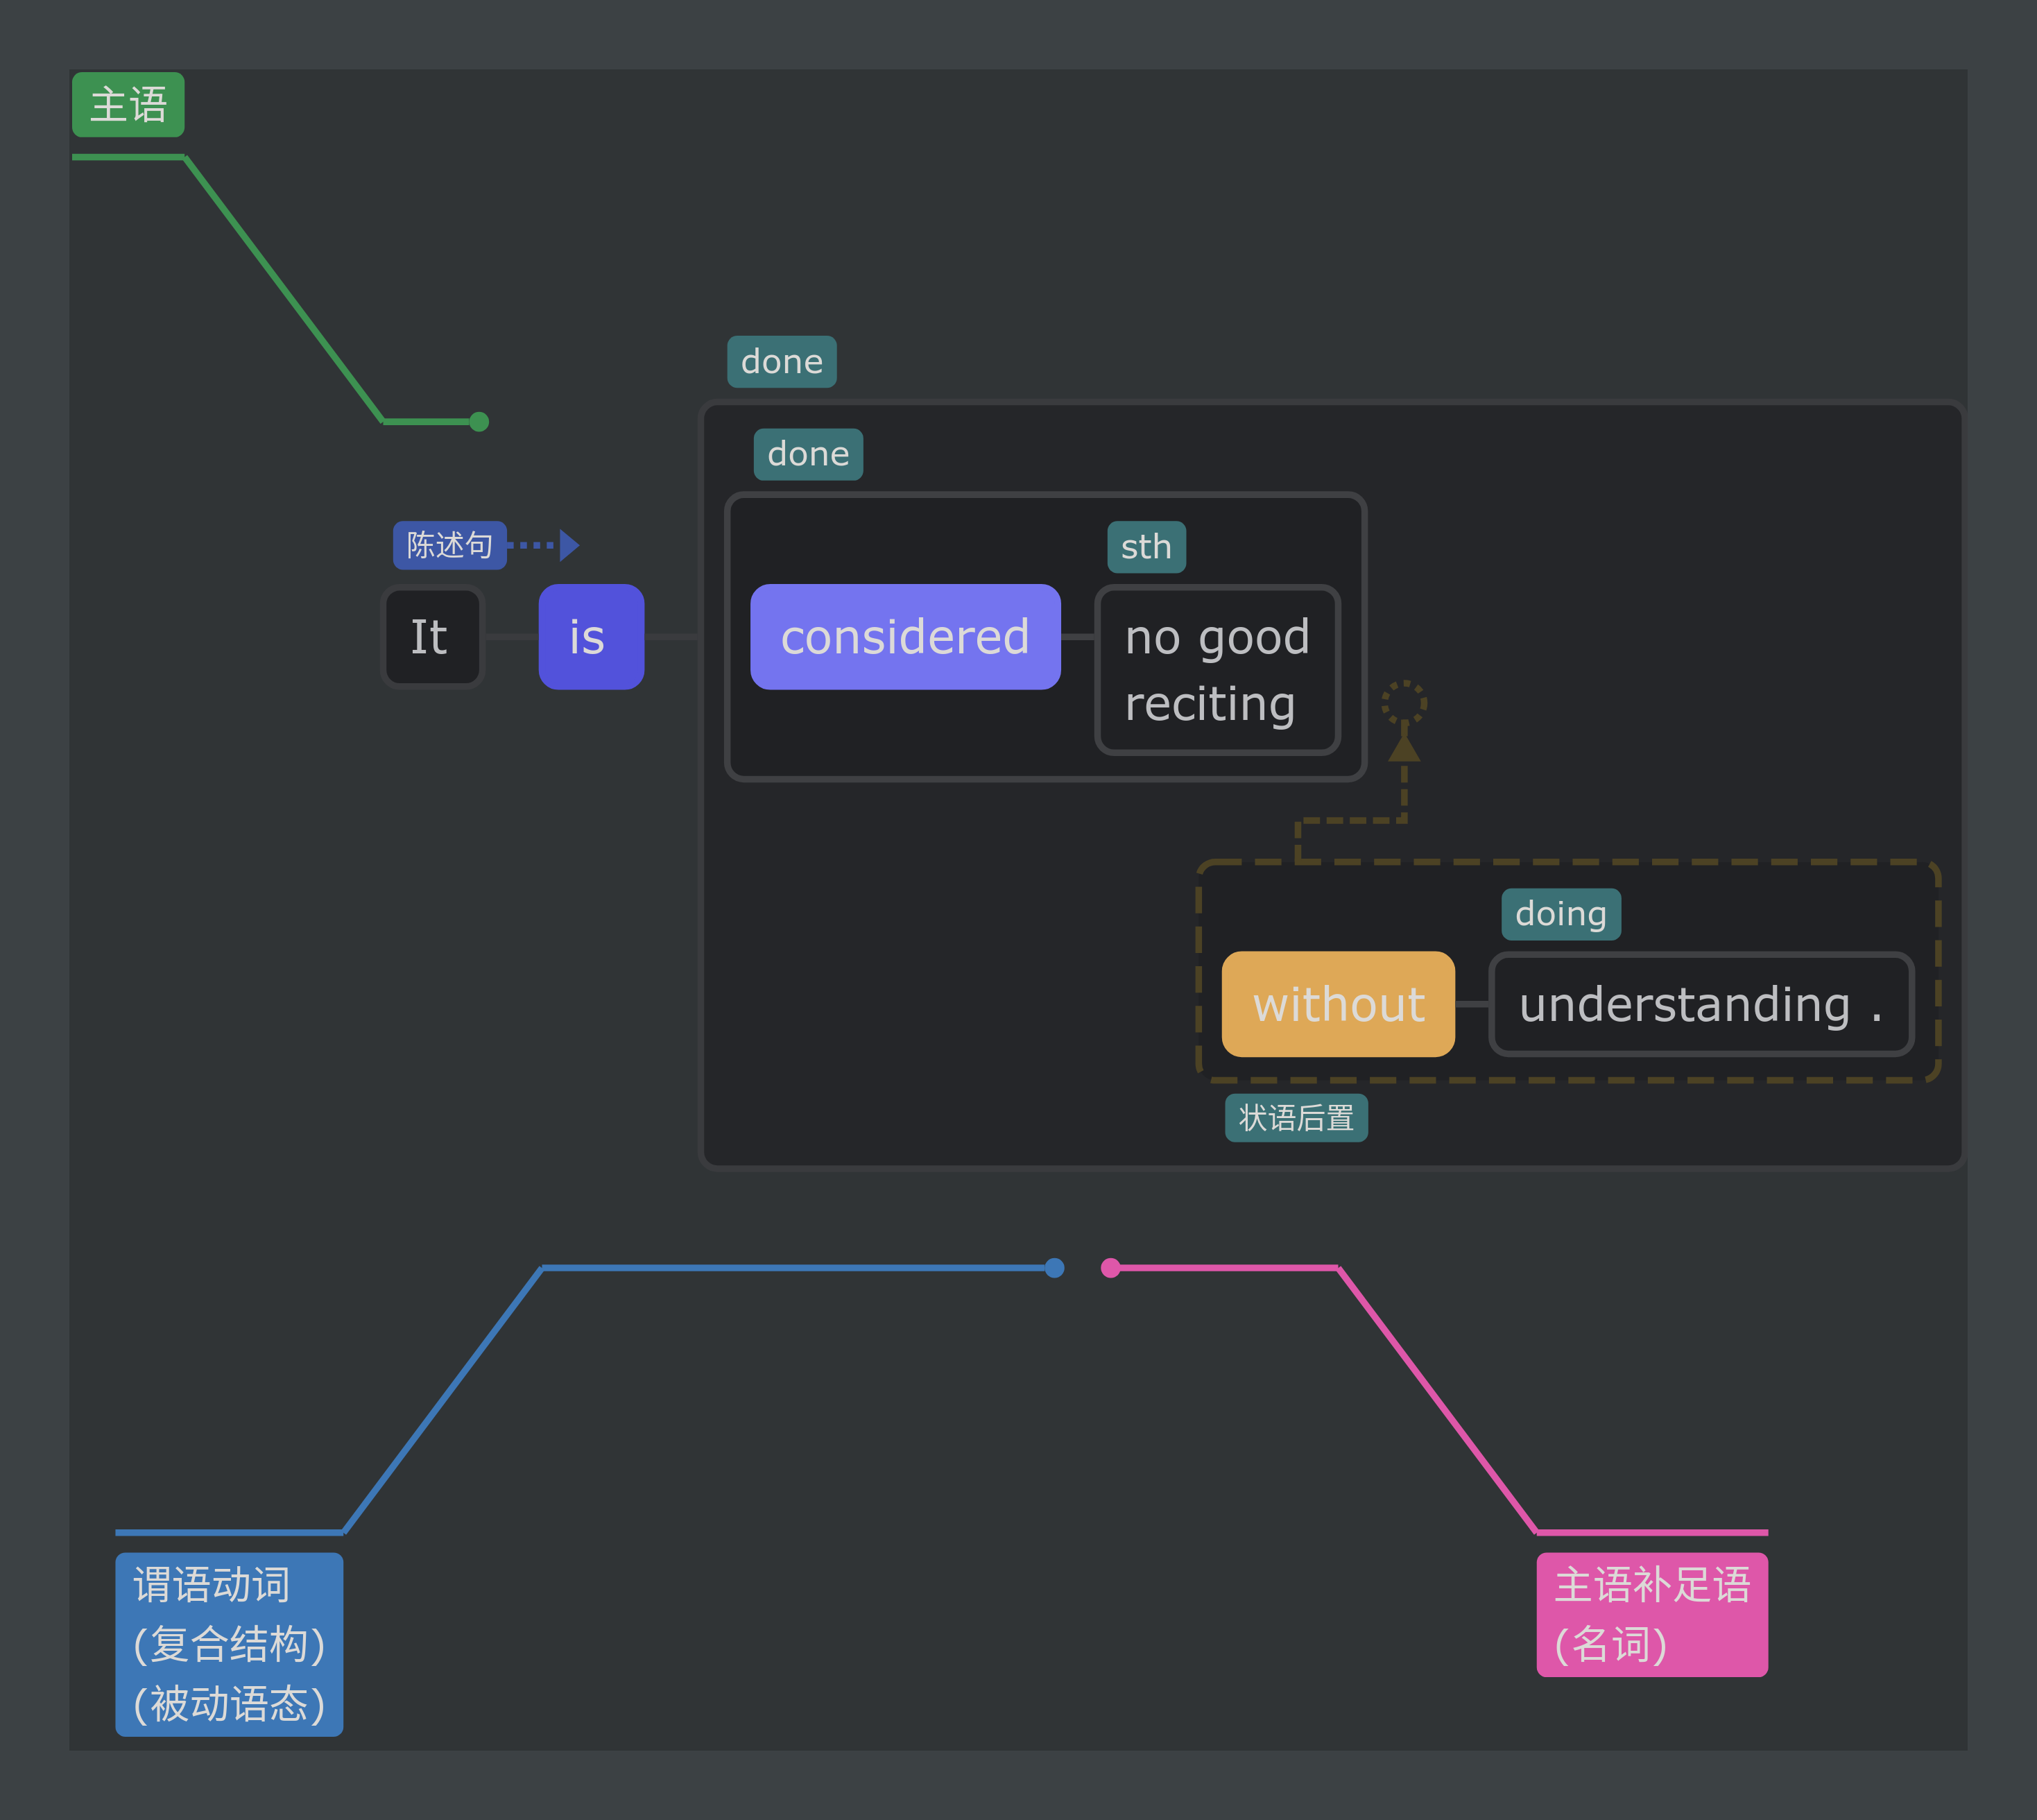 主语
done
done
陈述句
sth
It
is
considered
no good
reciting
doing
without
understanding .
状语后置
谓语动词
(复合结构)
(被动语态)
主语补足语
(名词)